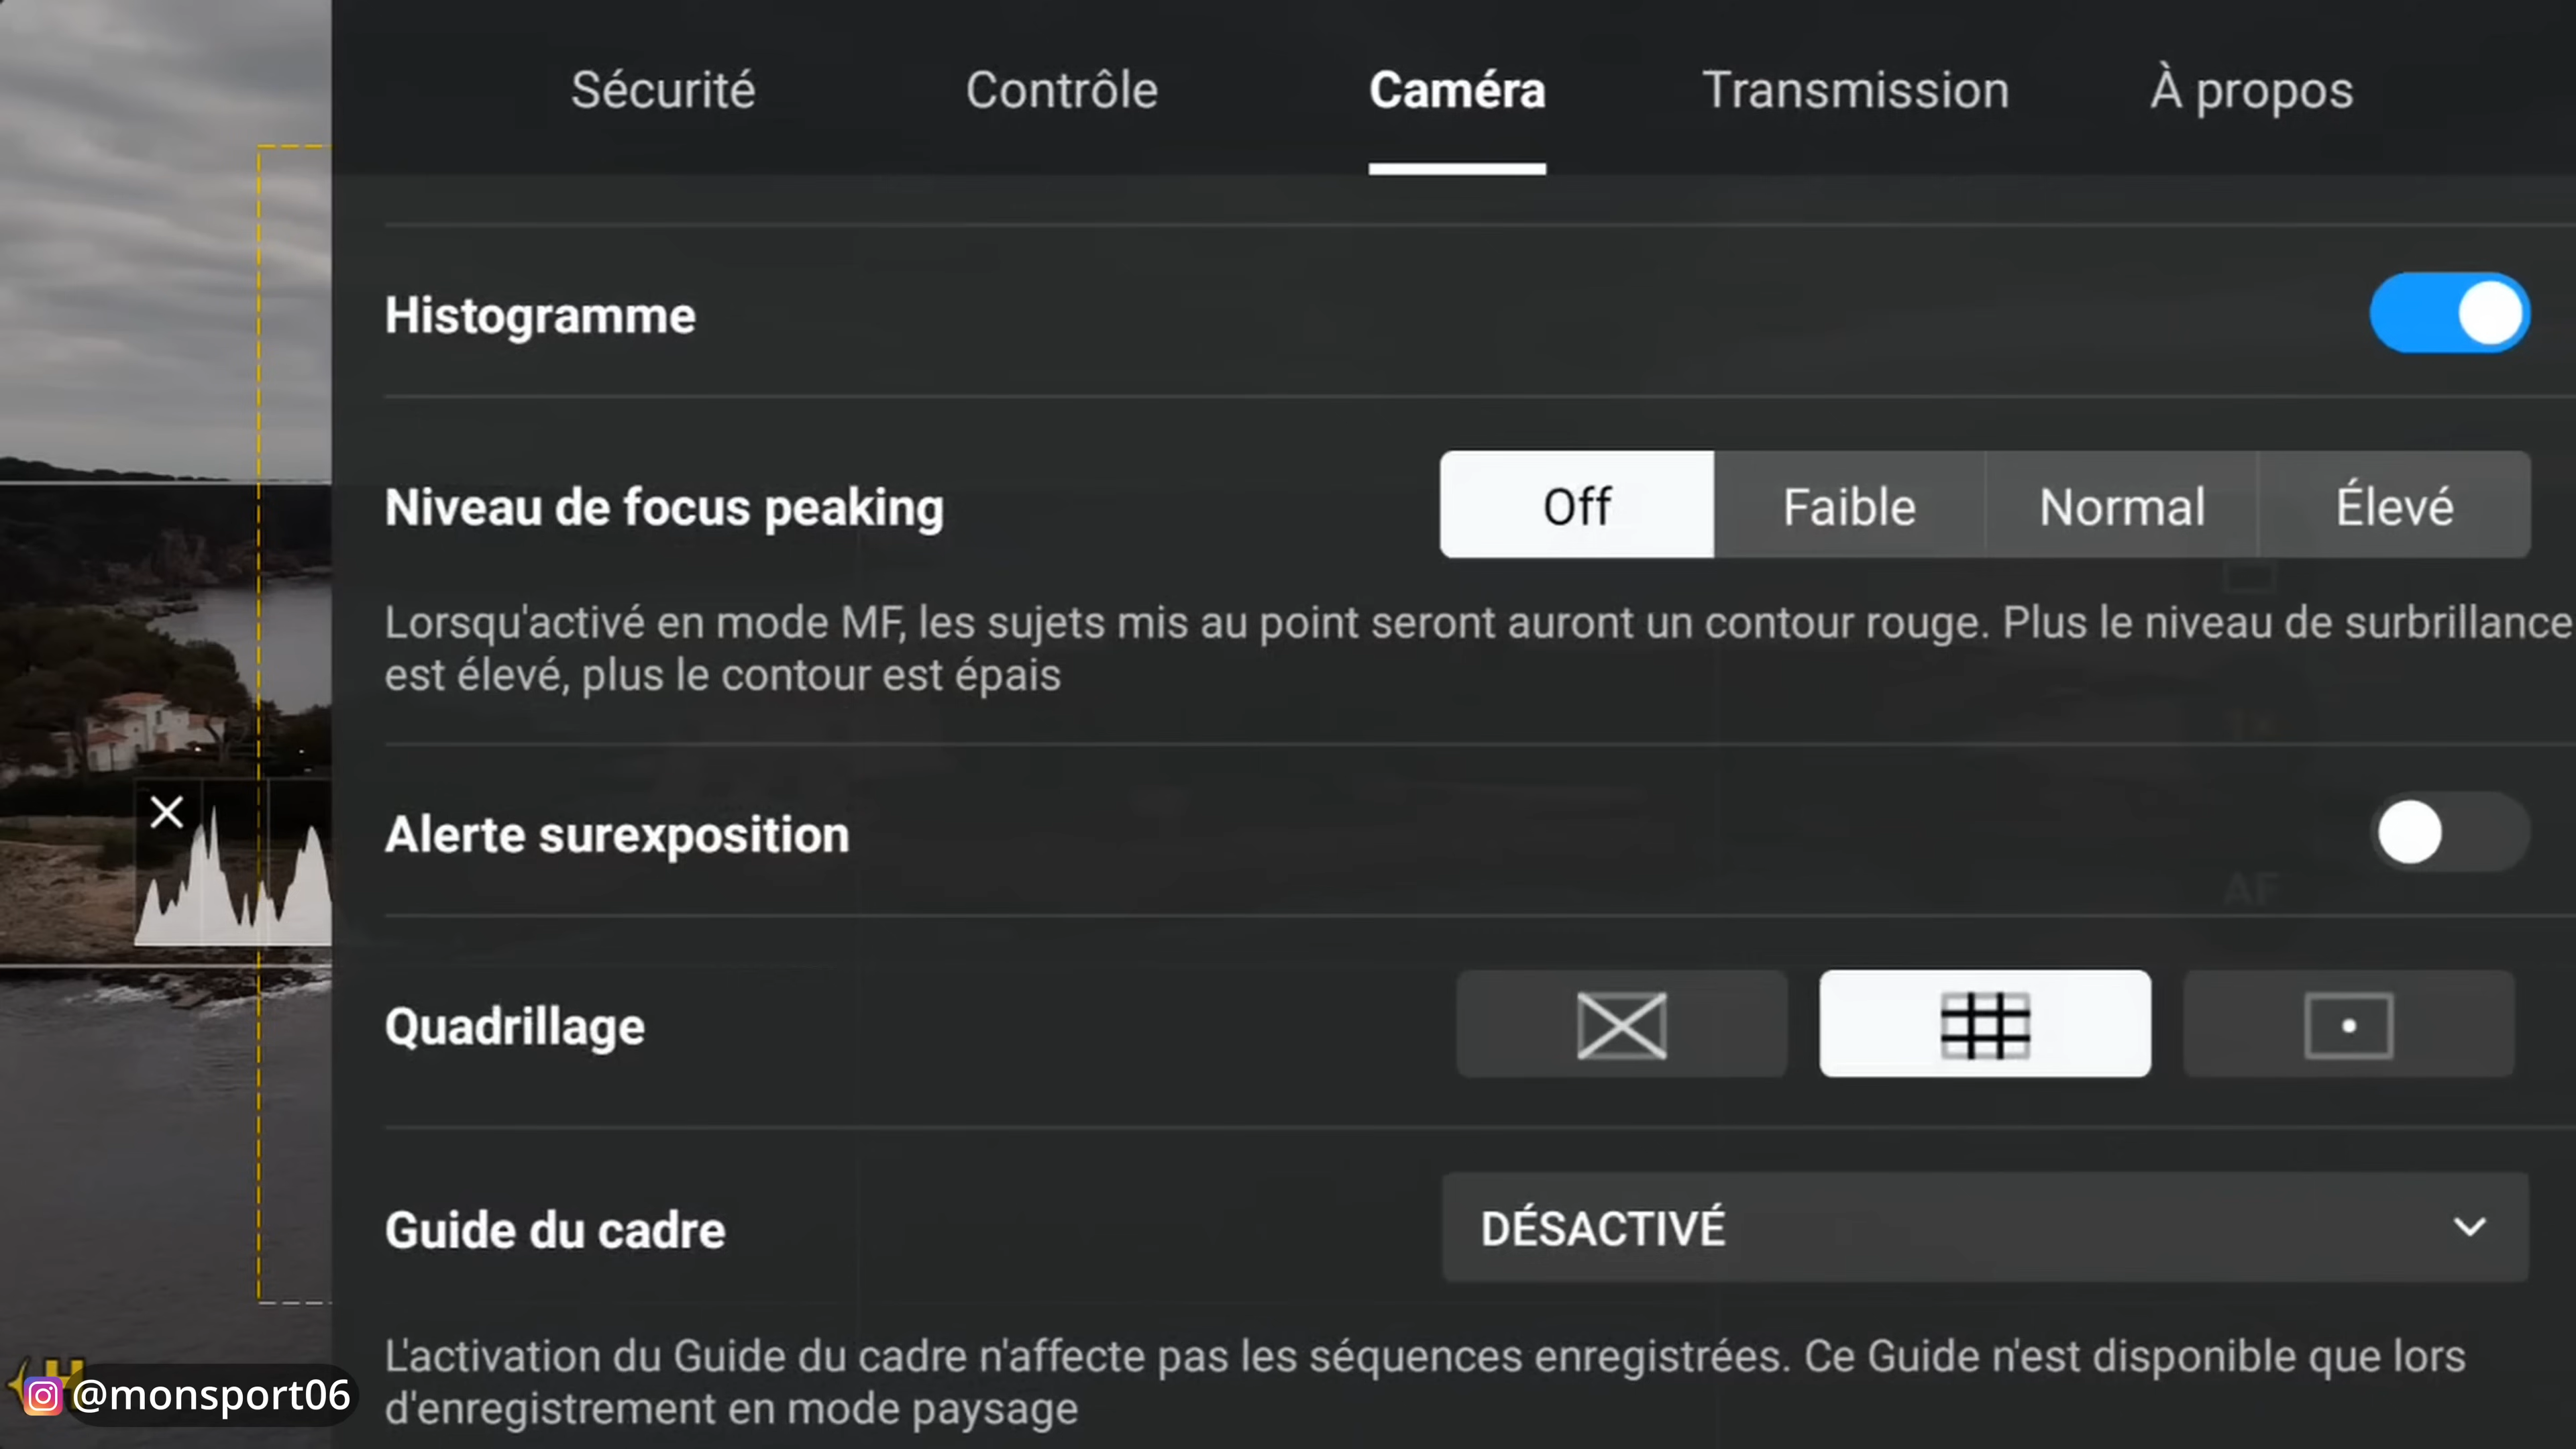 Sécurité Contrôle Caméra Transmission À propos
Histogramme
Niveau de focus peaking Off Faible Normal Élevé
Lorsqu'activé en mode MF, les sujets mis au point seront auront un contour rouge. Plus le niveau de surbrillance
est élevé, plus le contour est épais
Alerte surexposition
AF
Quadrillage
Guide du cadre DÉSACTIVÉ
L'activation du Guide du cadre n'affecte pas les séquences enregistrées. Ce Guide n'est disponible que lors
d'enregistrement en mode paysage
H
@monsport06